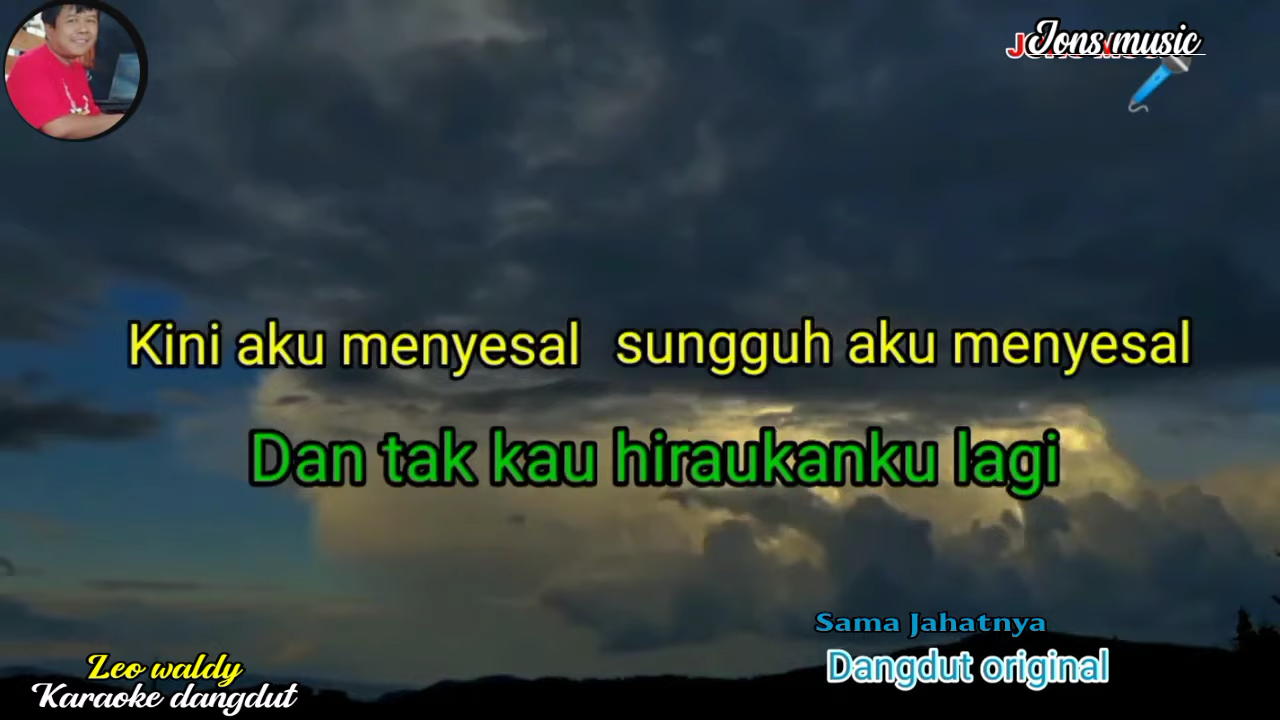 Jons music
Kini aku menyesal sungguh aku menyesal
Dan tak kau hiraukanku lagi
Sama Jahatnya
Dangdut original
Leo waldy
Karaoke dangdut